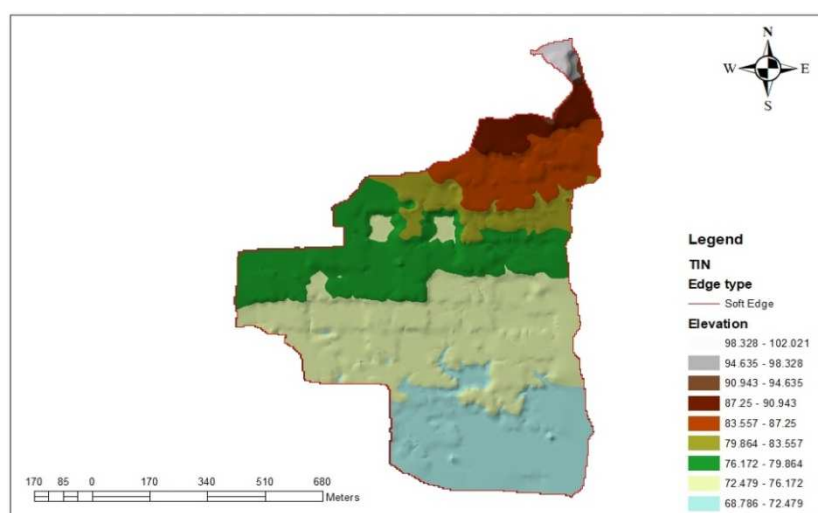 N
W E
S
Legend
TIN
Edge type
Soft Edge
Elevation
98.328 - 102.021
94.635 - 98.328
90.943 - 94.635
87.25 - 90.943
83.557 - 87.25
79.864 - 83.557
76.172 - 79.864
72.479 - 76.172
68.786 - 72.479
170 85 0 170 340 510 680
Meters